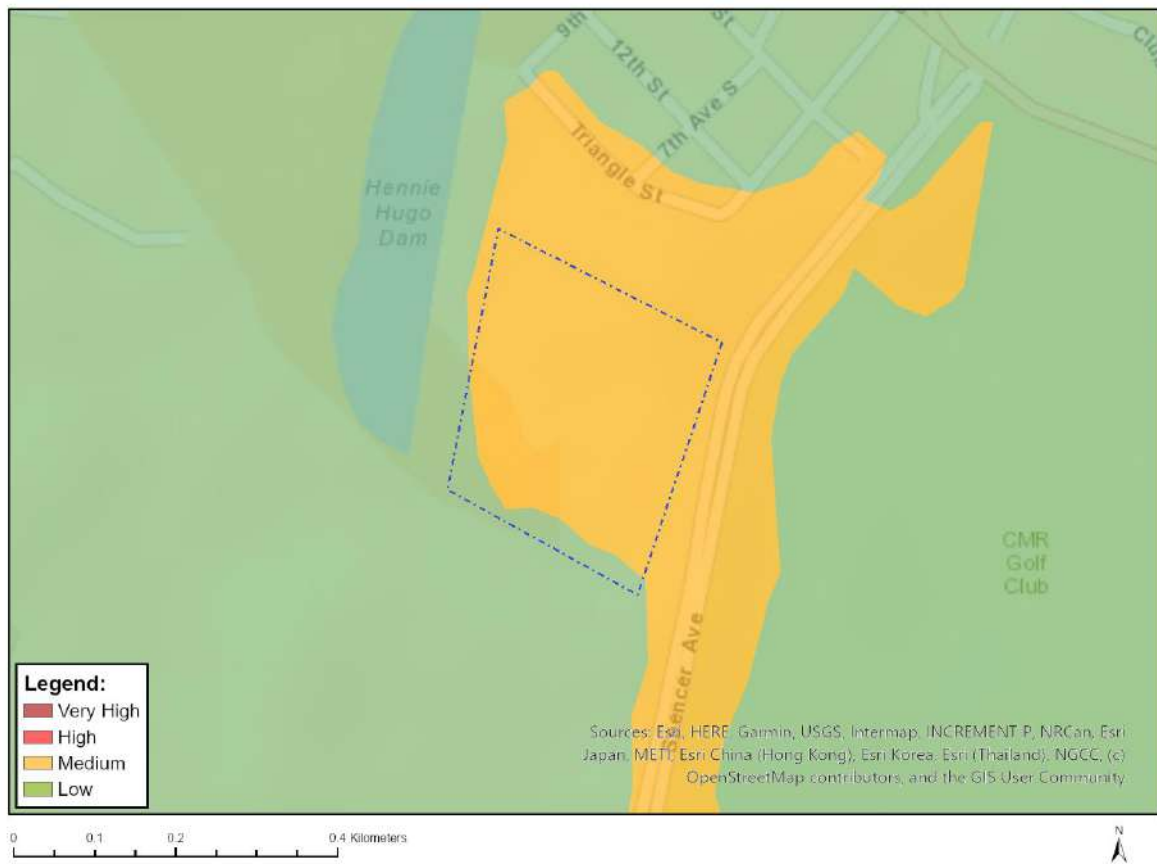 9th
12th St
St
7th Ave S
Triangle St
Hennie
Hugo
Dam
CMR
Golf
Club
Spencer Ave
Legend:
Very High
High
Medium
Low
Sources: Esri, HERE, Garmin, USGS, Intermap, INCREMENT P, NRCan, Esri
Japan, METI, Esri China (Hong Kong), Esri Korea, Esri (Thailand), NGCC, (c)
OpenStreetMap contributors, and the GIS User Community
0 0.1 0.2 0.4 Kilometers
N